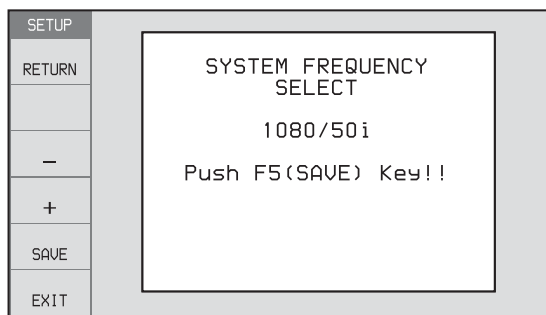 SETUP
RETURN
–
+
SAVE
EXIT
SYSTEM FREQUENCY
SELECT
1080/50i
Push F5(SAVE) Key!!